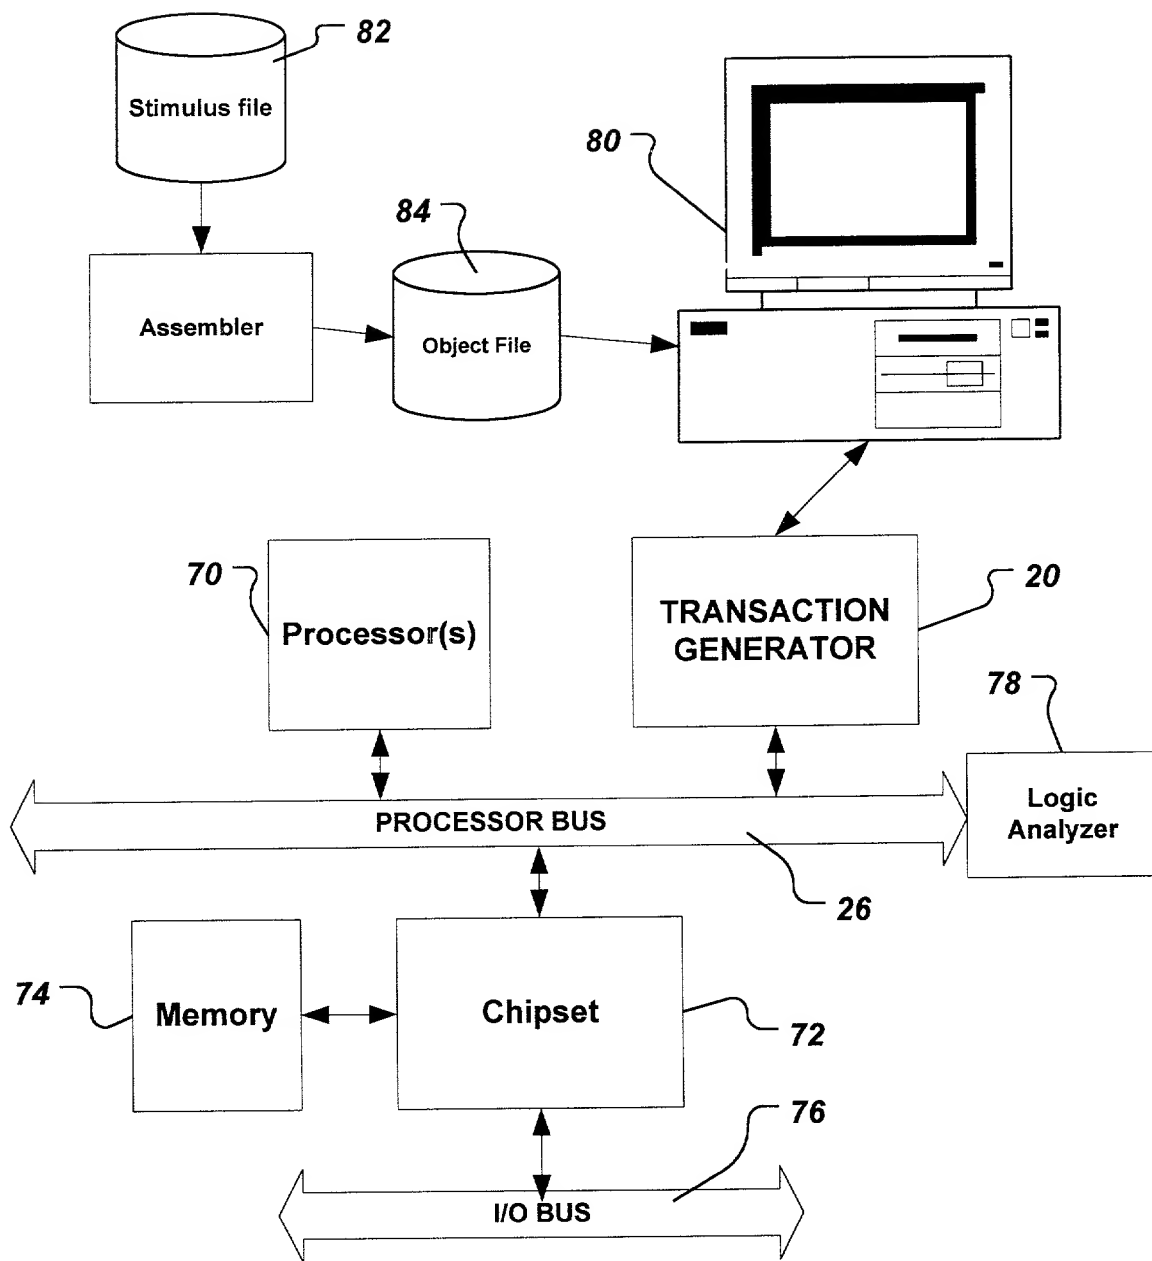 82
Stimulus file
80
84
Assembler
Object File
70
20
Processor(s)
TRANSACTION
GENERATOR
78
Logic
Analyzer
PROCESSOR BUS
26
74
Memory
Chipset
72
76
I/O BUS